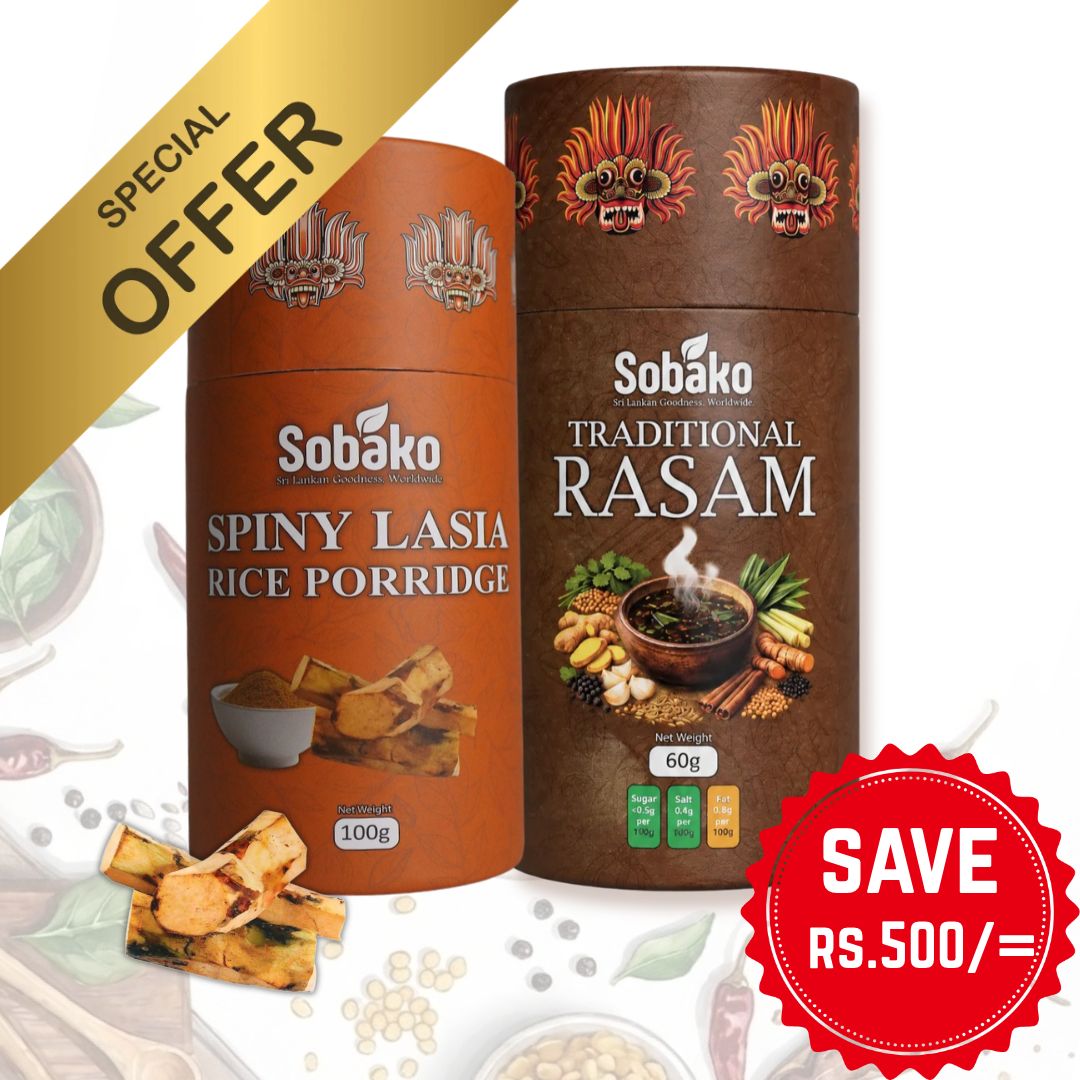 SPECIAL
OFFER
Sobako
Sri Lankan Goodness, Worldwide
SPINY LASIA
RICE PORRIDGE
Net Weight
100g
Sobako
Sri Lankan Goodness, Worldwide.
TRADITIONAL
RASAM
Net Weight
60g
Sugar
<0.5g
per
100g
Salt
0.4g
per
100g
Fat
0.8g
per
100g
SAVE
RS.500/=